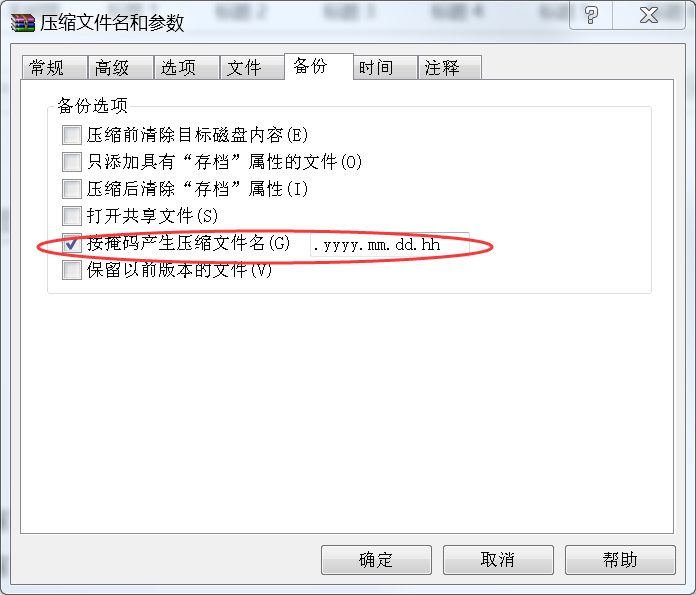 压缩文件名和参数
常规 高级 选项 文件 备份 时间 注释
备份选项
压缩前清除目标磁盘内容(E)
只添加具有“存档”属性的文件(O)
压缩后清除“存档”属性(I)
打开共享文件(S)
按掩码产生压缩文件名(G) .yyyy.mm.dd.hh
保留以前版本的文件(V)
确定 取消 帮助